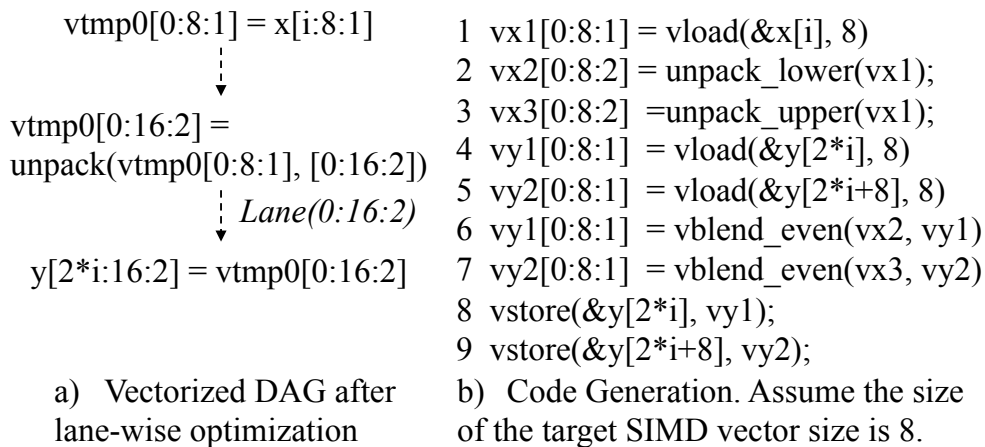 vtmp0[0:8:1] = x[i:8:1]
vtmp0[0:16:2] =
unpack(vtmp0[0:8:1], [0:16:2])
Lane(0:16:2)
y[2*i:16:2] = vtmp0[0:16:2]
a) Vectorized DAG after
lane-wise optimization
1 vx1[0:8:1] = vload(&x[i], 8)
2 vx2[0:8:2] = unpack_lower(vx1);
3 vx3[0:8:2] =unpack_upper(vx1);
4 vy1[0:8:1] = vload(&y[2*i], 8)
5 vy2[0:8:1] = vload(&y[2*i+8], 8)
6 vy1[0:8:1] = vblend_even(vx2, vy1)
7 vy2[0:8:1] = vblend_even(vx3, vy2)
8 vstore(&y[2*i], vy1);
9 vstore(&y[2*i+8], vy2);
b) Code Generation. Assume the size
of the target SIMD vector size is 8.